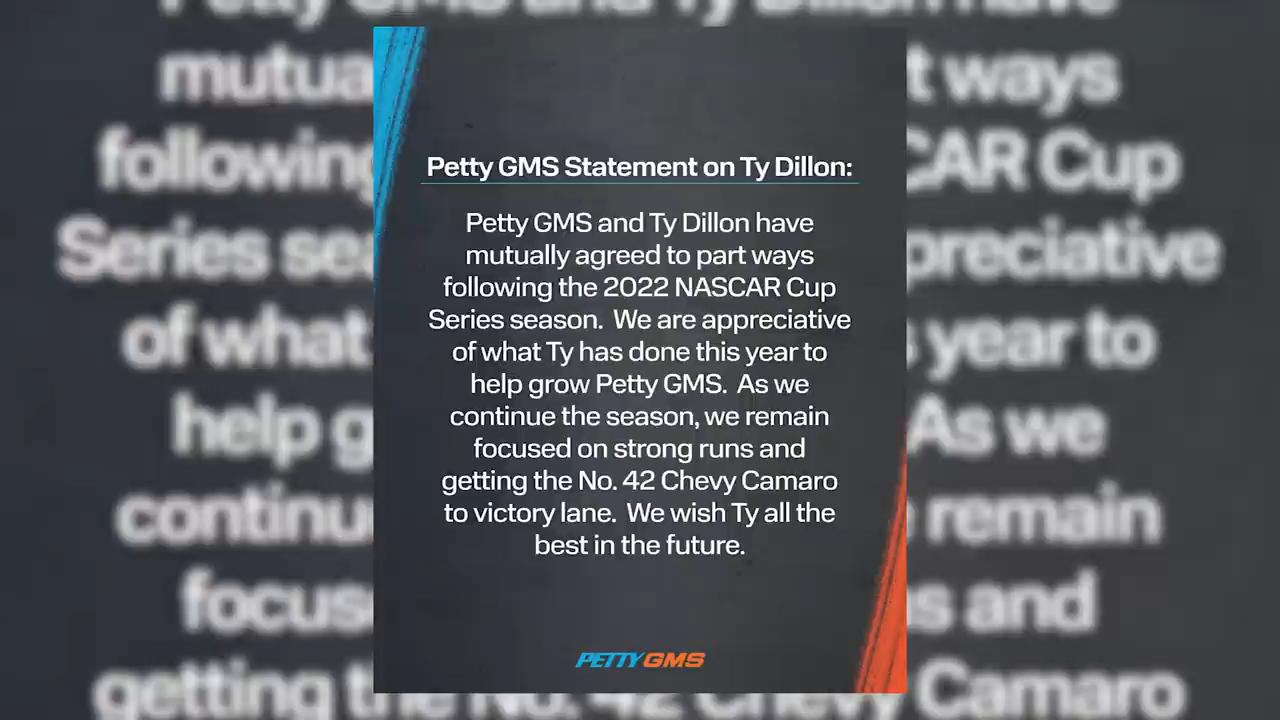 Petty GMS Statement on Ty Dillon:
Petty GMS and Ty Dillon have
mutually agreed to part ways
following the 2022 NASCAR Cup
Series season. We are appreciative
of what Ty has done this year to
help grow Petty GMS. As we
continue the season, we remain
focused on strong runs and
getting the No. 42 Chevy Camaro
to victory lane. We wish Ty all the
best in the future.
PETTY GMS